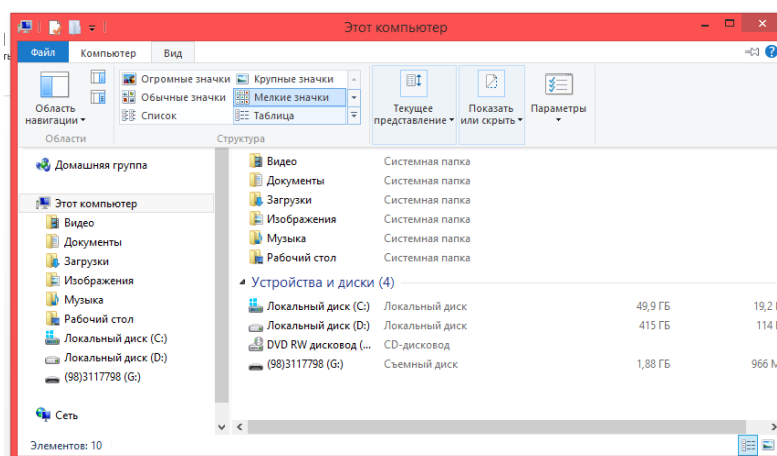 Этот компьютер
Файл Компьютер Вид
Область навигации
Огромные значки Крупные значки
Обычные значки Мелкие значки
Список Таблица
Текущее представление
Показать или скрыть
Параметры
Области Структура
Домашняя группа
Этот компьютер
Видео
Документы
Загрузки
Изображения
Музыка
Рабочий стол
Локальный диск (C:)
Локальный диск (D:)
(98)3117798 (G:)
Сеть
Видео Системная папка
Документы Системная папка
Загрузки Системная папка
Изображения Системная папка
Музыка Системная папка
Рабочий стол Системная папка
Устройства и диски (4)
Локальный диск (C:) Локальный диск 49,9 ГБ 19,2
Локальный диск (D:) Локальный диск 415 ГБ 114
DVD RW дисковод (... CD-дисковод
(98)3117798 (G:) Съемный диск 1,88 ГБ 966
Элементов: 10